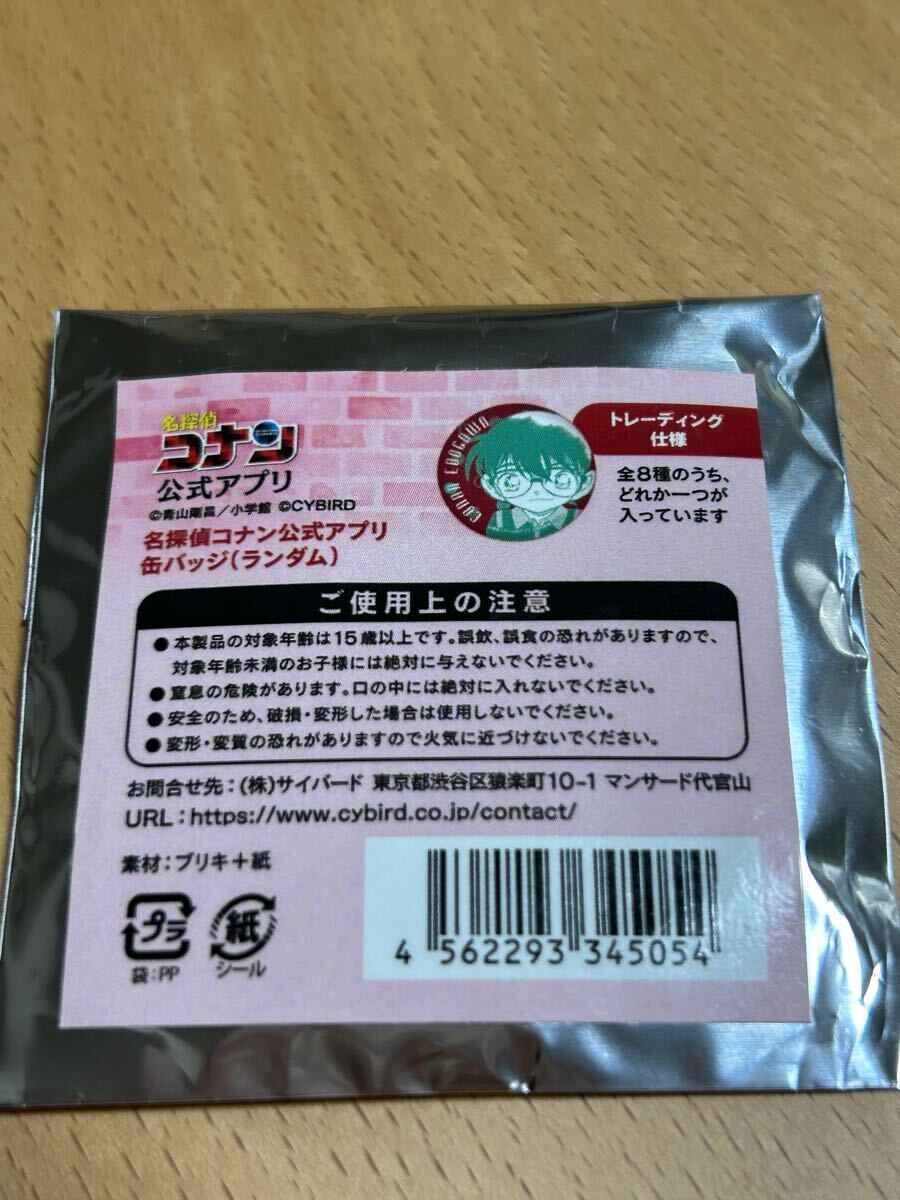 名探偵
コナン
公式アプリ
©青山剛昌／小学館 ©CYBIRD
名探偵コナン公式アプリ
缶バッジ(ランダム)
CONAN EDOGAWA
トレーディング
仕様
全8種のうち、
どれか一つが
入っています
ご使用上の注意
● 本製品の対象年齢は15歳以上です。誤飲、誤食の恐れがありますので、
対象年齢未満のお子様には絶対に与えないでください。
● 窒息の危険があります。口の中には絶対に入れないでください。
● 安全のため、破損・変形した場合は使用しないでください。
● 変形・変質の恐れがありますので火気に近づけないでください。
お問合せ先：(株)サイバード 東京都渋谷区猿楽町10-1 マンサード代官山
URL：https://www.cybird.co.jp/contact/
素材：ブリキ＋紙
プラ
袋：PP
紙
シール
4 562293 345054